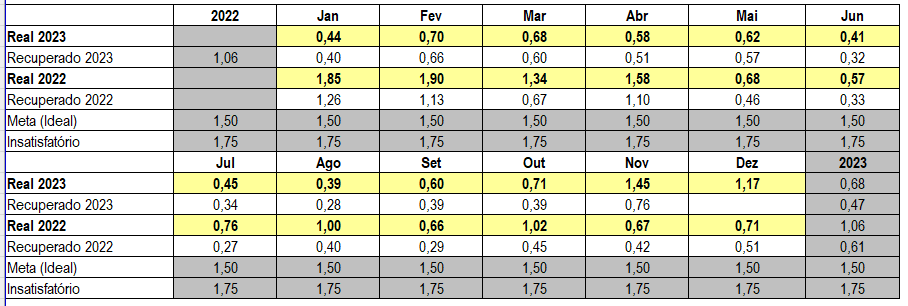 2022 Jan Fev Mar Abr Mai Jun
Real 2023 0,44 0,70 0,68 0,58 0,62 0,41
Recuperado 2023 1,06 0,40 0,66 0,60 0,51 0,57 0,32
Real 2022 1,85 1,90 1,34 1,58 0,68 0,57
Recuperado 2022 1,26 1,13 0,67 1,10 0,46 0,33
Meta (Ideal) 1,50 1,50 1,50 1,50 1,50 1,50 1,50
Insatisfatório 1,75 1,75 1,75 1,75 1,75 1,75 1,75
Jul Ago Set Out Nov Dez 2023
Real 2023 0,45 0,39 0,60 0,71 1,45 1,17 0,68
Recuperado 2023 0,34 0,28 0,39 0,39 0,76 0,47
Real 2022 0,76 1,00 0,66 1,02 0,67 0,71 1,06
Recuperado 2022 0,27 0,40 0,29 0,45 0,42 0,51 0,61
Meta (Ideal) 1,50 1,50 1,50 1,50 1,50 1,50 1,50
Insatisfatório 1,75 1,75 1,75 1,75 1,75 1,75 1,75